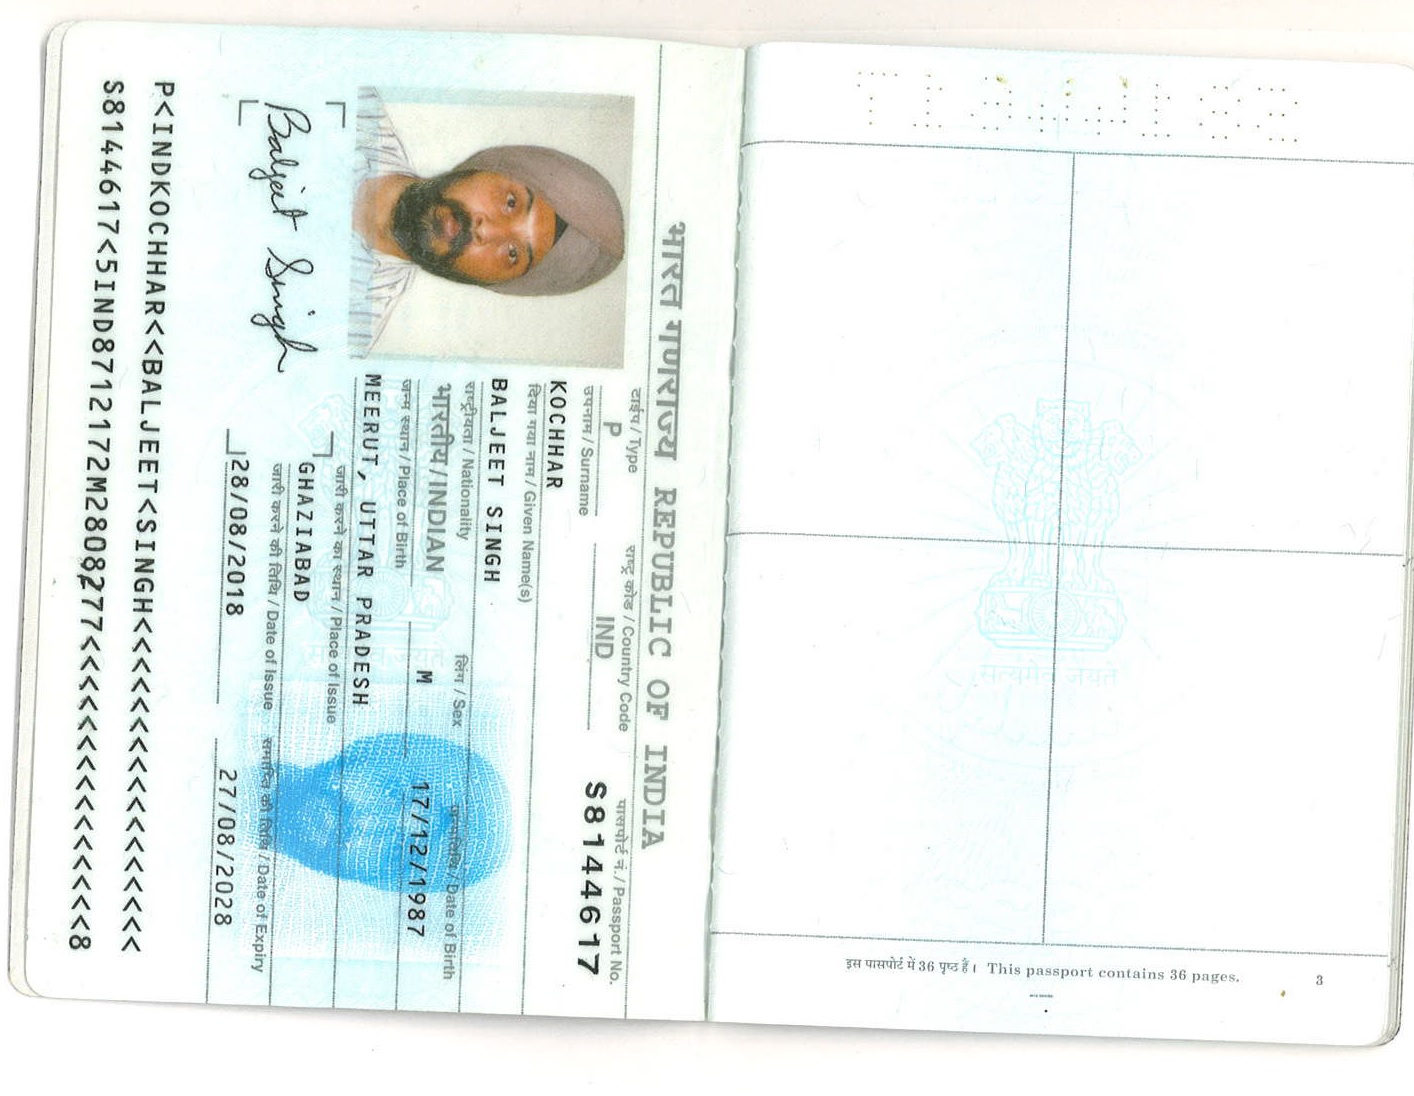 भारत गणराज्य REPUBLIC OF INDIA
टाईप / Type
राष्ट्र कोड / Country Code
पासपोर्ट नं. / Passport No.
P
IND
S8144617
उपनाम / Surname
KOCHHAR
दिया गया नाम / Given Name(s)
BALJEET SINGH
राष्ट्रीयता / Nationality
लिंग / Sex
जन्मतिथि / Date of Birth
भारतीय / INDIAN
M
17/12/1987
जन्म स्थान / Place of Birth
MEERUT, UTTAR PRADESH
जारी करने का स्थान / Place of Issue
GHAZIABAD
जारी करने की तिथि / Date of Issue
समाप्ति की तिथि / Date of Expiry
28/08/2018
27/08/2028
Baljeet Singh
P<INDKOCHHAR<<BALJEET<SINGH<<<<<<<<<<<<<<<<<
S8144617<5IND8712172M2808277<<<<<<<<<<<<<<<8
S8144617
सत्यमेव जयते
इस पासपोर्ट में 36 पृष्ठ हैं। This passport contains 36 pages.
3